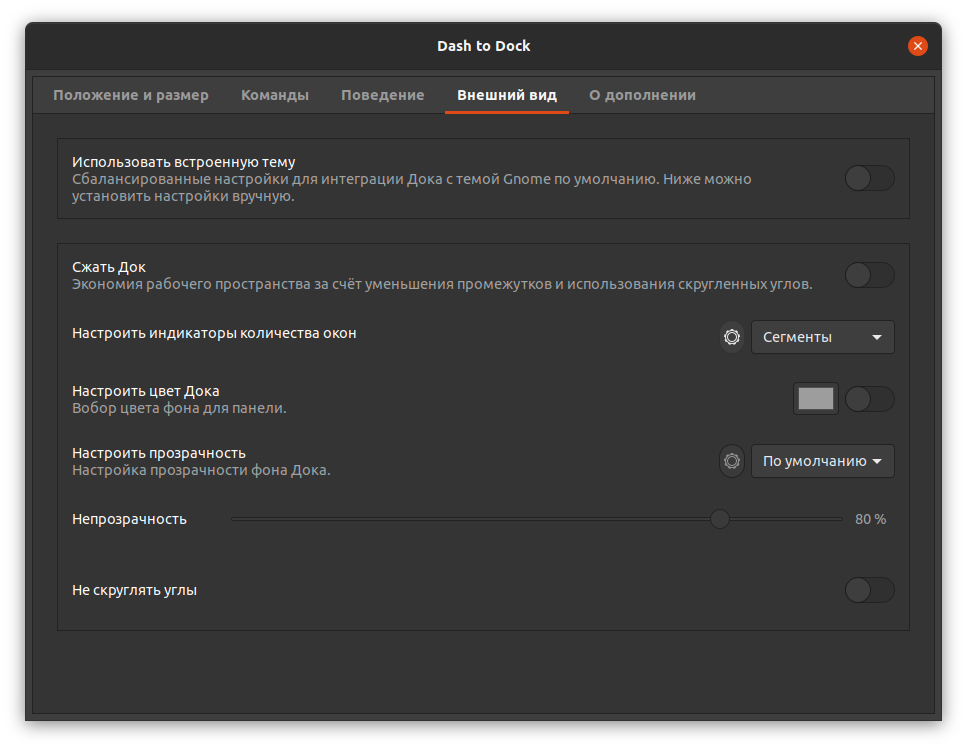 Dash to Dock
Положение и размер Команды Поведение Внешний вид О дополнении
Использовать встроенную тему
Сбалансированные настройки для интеграции Дока с темой Gnome по умолчанию. Ниже можно
установить настройки вручную.
Сжать Док
Экономия рабочего пространства за счёт уменьшения промежутков и использования скругленных углов.
Настроить индикаторы количества окон
Сегменты
Настроить цвет Дока
Вобор цвета фона для панели.
Настроить прозрачность
Настройка прозрачности фона Дока.
По умолчанию
Непрозрачность
80 %
Не скруглять углы